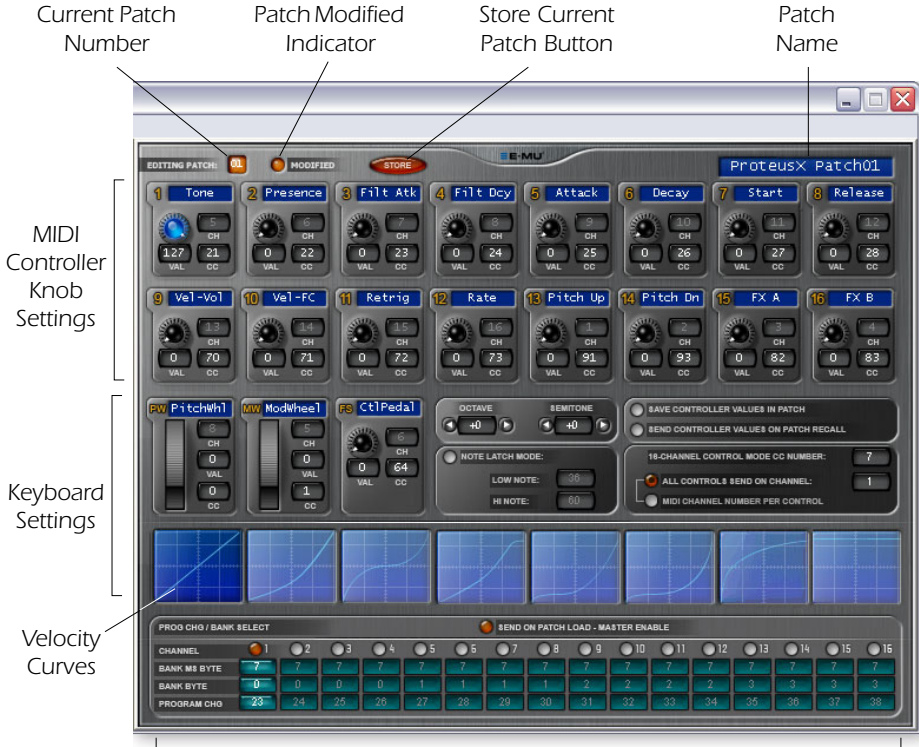 Current Patch Number
Patch Modified Indicator
Store Current Patch Button
Patch Name
EDITING PATCH: 01 MODIFIED STORE E-MU ProteusX Patch01
MIDI Controller Knob Settings
1 Tone 2 Presence 3 Filt Atk 4 Filt Dcy 5 Attack 6 Decay 7 Start 8 Release
5 6 7 8 9 10 11 12
CH CH CH CH CH CH CH CH
127 21 0 22 0 23 0 24 0 25 0 26 0 27 0 28
VAL CC VAL CC VAL CC VAL CC VAL CC VAL CC VAL CC VAL CC
9 Vel-Vol 10 Vel-FC 11 Retrig 12 Rate 13 Pitch Up 14 Pitch Dn 15 FX A 16 FX B
13 14 15 16 1 2 3 4
CH CH CH CH CH CH CH CH
0 70 0 71 0 72 0 73 0 91 0 93 0 82 0 83
VAL CC VAL CC VAL CC VAL CC VAL CC VAL CC VAL CC VAL CC
Keyboard Settings
PW PitchWhl
8
CH
0
VAL
0
CC
MW ModWheel
5
CH
0
VAL
1
CC
FS CtlPedal
6
CH
0 64
VAL CC
OCTAVE SEMITONE
+0 +0
NOTE LATCH MODE:
LOW NOTE: 36
HI NOTE: 60
SAVE CONTROLLER VALUES IN PATCH
SEND CONTROLLER VALUES ON PATCH RECALL
16-CHANNEL CONTROL MODE CC NUMBER: 7
ALL CONTROLS SEND ON CHANNEL: 1
MIDI CHANNEL NUMBER PER CONTROL
Velocity Curves
PROG CHG / BANK SELECT SEND ON PATCH LOAD - MASTER ENABLE
CHANNEL 1 2 3 4 5 6 7 8 9 10 11 12 13 14 15 16
BANK MS BYTE 7 7 7 7 7 7 7 7 7 7 7 7 7 7 7 7
BANK BYTE 0 0 0 0 1 1 1 1 2 2 2 2 3 3 3 3
PROGRAM CHG 23 24 25 26 27 28 29 30 31 32 33 34 35 36 37 38